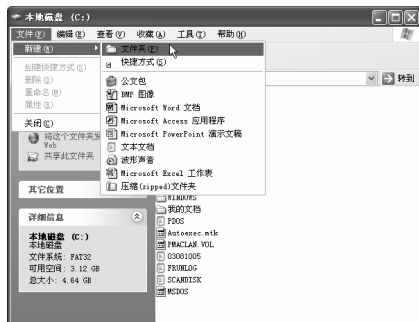 本地磁盘 (C:)
文件(F) 编辑(E) 查看(V) 收藏(A) 工具(T) 帮助(H)
转到
新建(W)
创建快捷方式(S)
删除(D)
重命名(M)
属性(R)
关闭(C)
文件夹(F)
快捷方式(S)
公文包
BMP 图像
Microsoft Word 文档
Microsoft Access 应用程序
Microsoft PowerPoint 演示文稿
文本文档
波形声音
Microsoft Excel 工作表
压缩(zipped)文件夹
将这个文件夹发
Web
共享此文件夹
其它位置
详细信息
本地磁盘 (C:)
本地磁盘
文件系统: FAT32
可用空间: 3.12 GB
总大小: 4.64 GB
WINDOWS
我的文档
PDOS
Autoexec.mtk
PMACLAN.VOL
03081005
PRUNLOG
SCANDISK
MSDOS